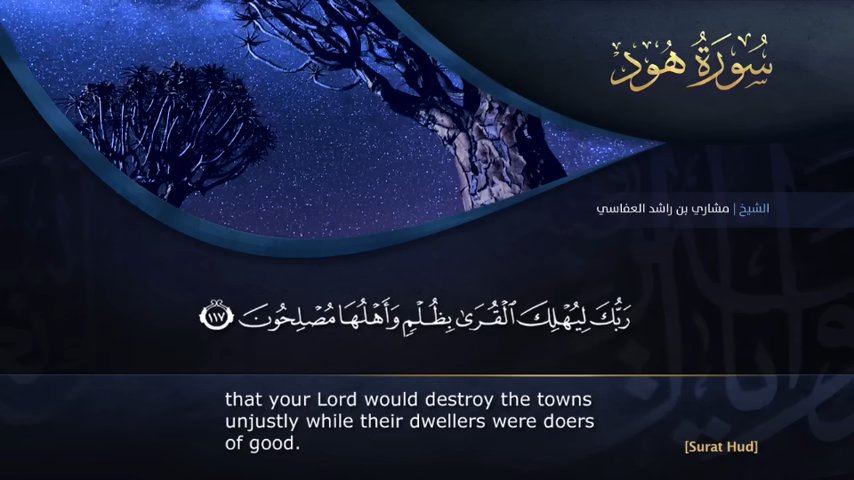 سُورَةُ هُود
الشيخ | مشاري بن راشد العفاسي
رَبُّكَ لِيُهْلِكَ ٱلْقُرَىٰ بِظُلْمٍ وَأَهْلُهَا مُصْلِحُونَ ١١٧
that your Lord would destroy the towns
unjustly while their dwellers were doers
of good.
[Surat Hud]